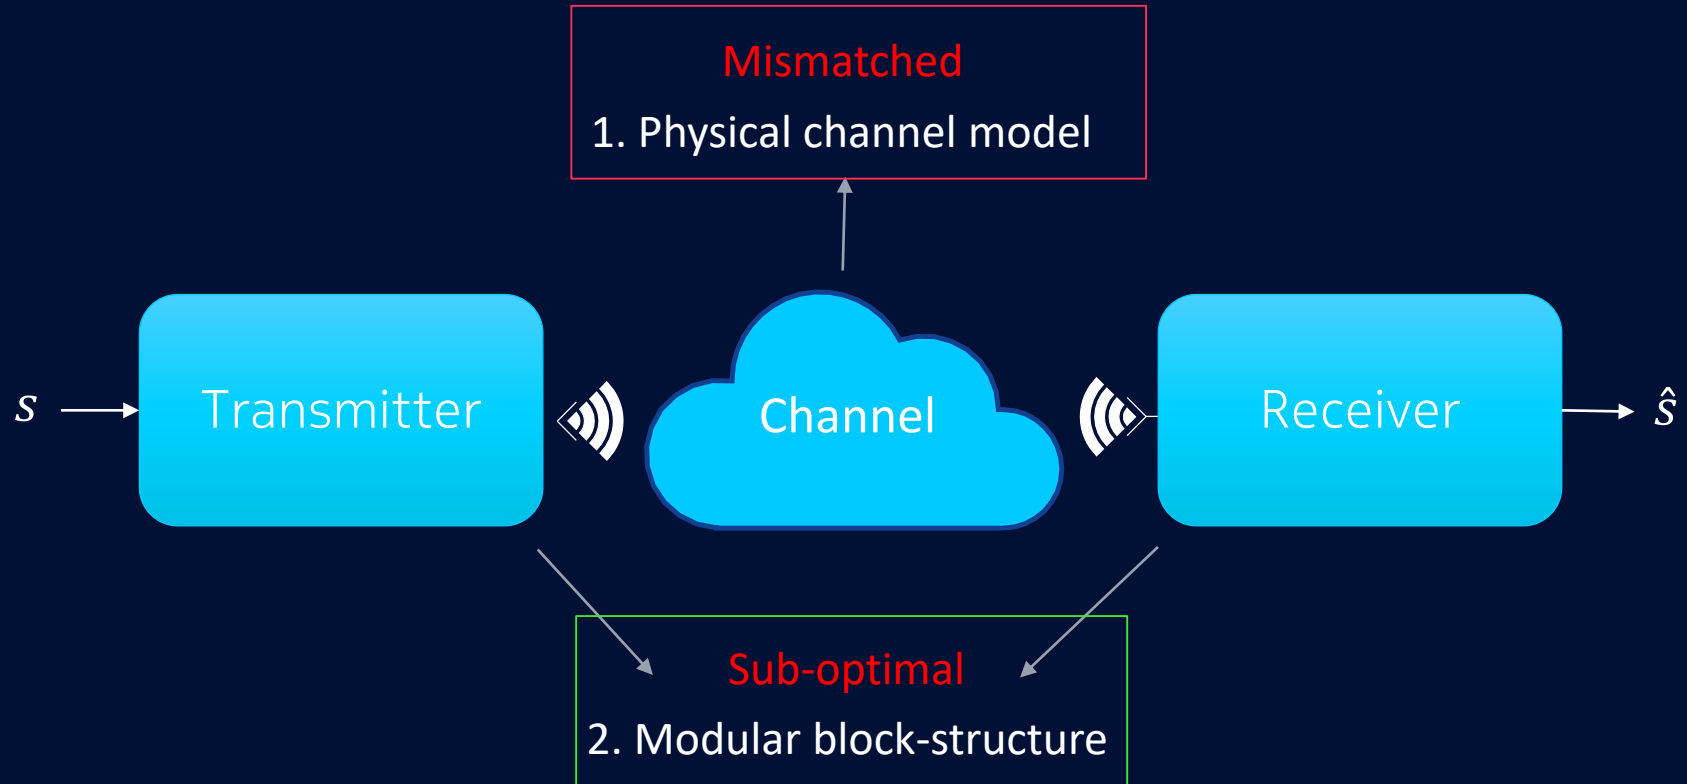 Mismatched
1. Physical channel model
s
Transmitter
Channel
Receiver
ŝ
Sub-optimal
2. Modular block-structure